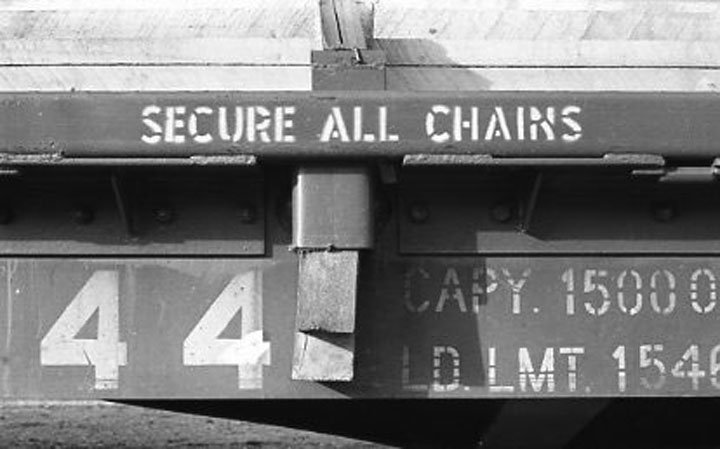 SECURE ALL CHAINS
44
CAPY. 15000
LD. LMT. 1546